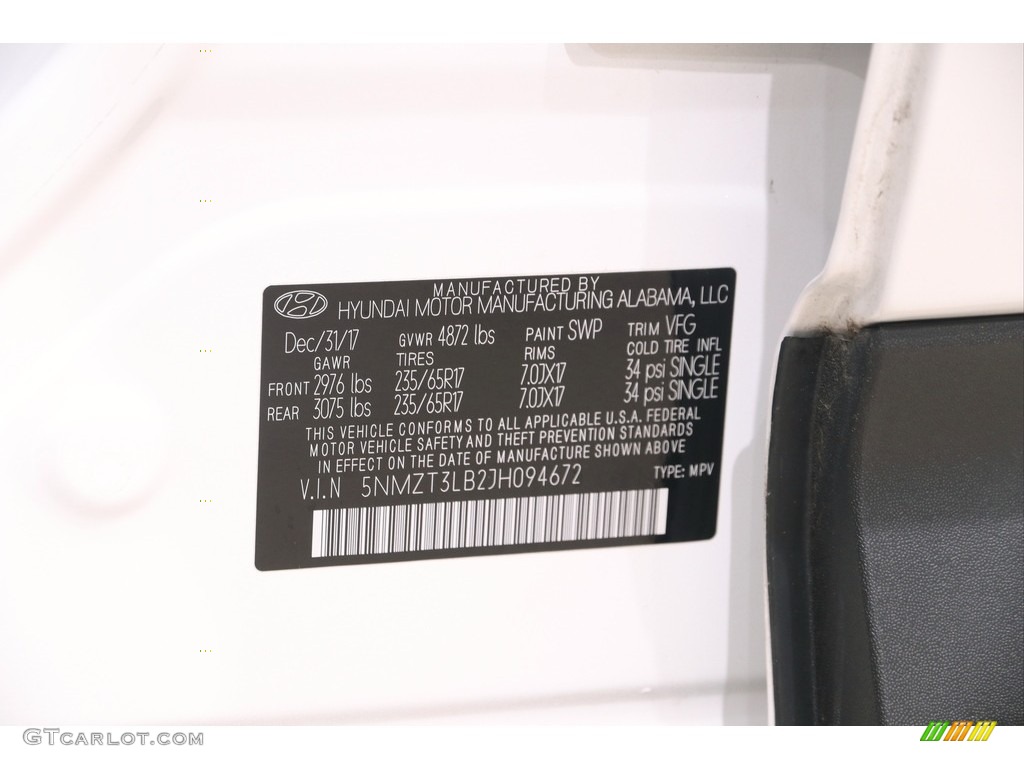 MANUFACTURED BY
HYUNDAI MOTOR MANUFACTURING ALABAMA, LLC
Dec/31/17 GVWR 4872 lbs PAINT SWP TRIM VFG
GAWR TIRES RIMS COLD TIRE INFL
FRONT 2976 lbs 235/65R17 7.0JX17 34 psi SINGLE
REAR 3075 lbs 235/65R17 7.0JX17 34 psi SINGLE
THIS VEHICLE CONFORMS TO ALL APPLICABLE U.S.A. FEDERAL
MOTOR VEHICLE SAFETY AND THEFT PREVENTION STANDARDS
IN EFFECT ON THE DATE OF MANUFACTURE SHOWN ABOVE
V.I.N 5NMZT3LB2JH094672 TYPE: MPV
GTCarlot.com